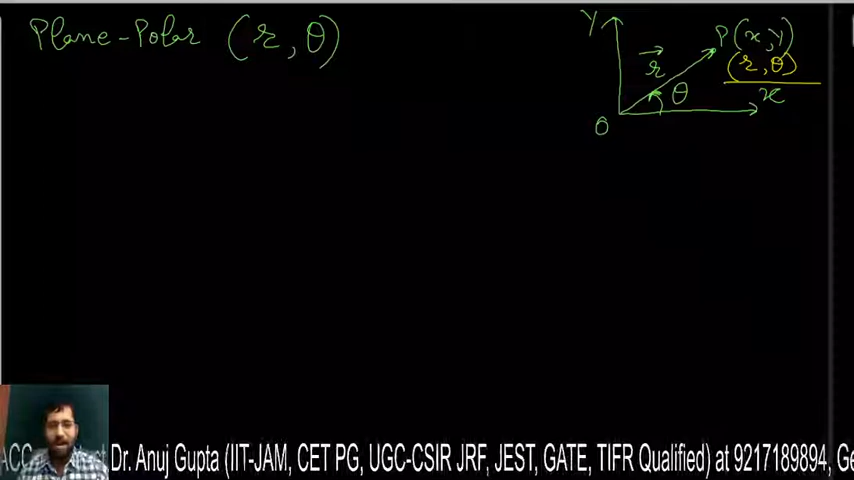 Plane-Polar (r, θ)
Y
P(x, y)
r
(r, θ)
θ
x
O
ACC
Dr. Anuj Gupta (IIT-JAM, CET PG, UGC-CSIR JRF, JEST, GATE, TIFR Qualified) at 9217189894, Ge